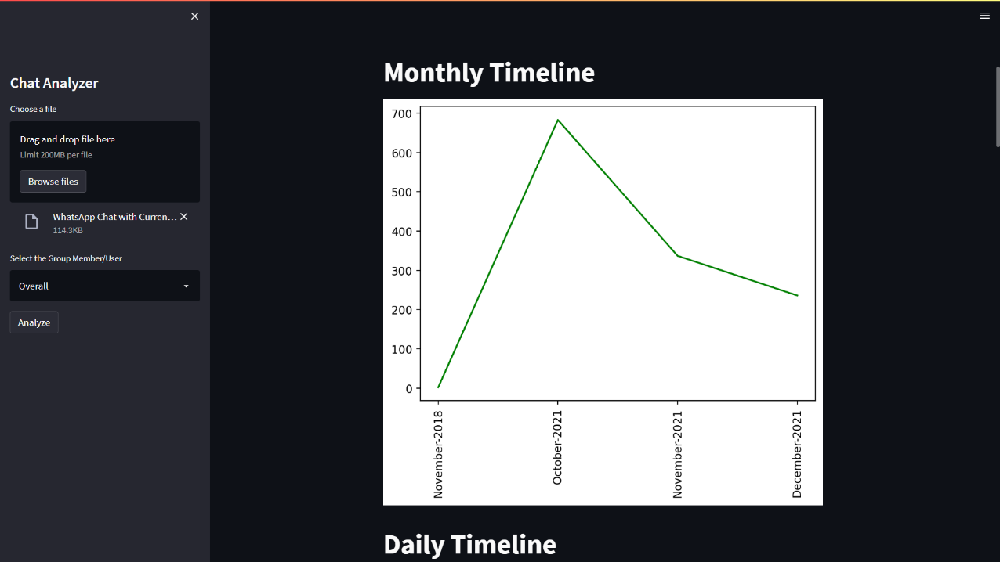 Chat Analyzer
Choose a file
Drag and drop file here
Limit 200MB per file
Browse files
WhatsApp Chat with Curren...
114.3KB
Select the Group Member/User
Overall
Analyze
Monthly Timeline
700
600
500
400
300
200
100
0
November-2018
October-2021
November-2021
December-2021
Daily Timeline